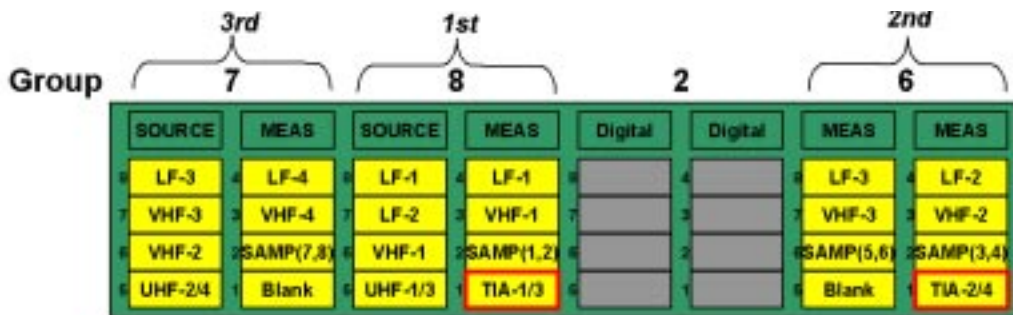 3rd 1st 2nd
Group 7 8 2 6
SOURCE MEAS SOURCE MEAS Digital Digital MEAS MEAS
8 LF-3 4 LF-4 8 LF-1 4 LF-1 8 4 8 LF-3 4 LF-2
7 VHF-3 3 VHF-4 7 LF-2 3 VHF-1 7 3 7 VHF-3 3 VHF-2
6 VHF-2 2 SAMP(7,8) 6 VHF-1 2 SAMP(1,2) 6 2 6 SAMP(5,6) 2 SAMP(3,4)
5 UHF-2/4 1 Blank 5 UHF-1/3 1 TIA-1/3 5 1 5 Blank 1 TIA-2/4